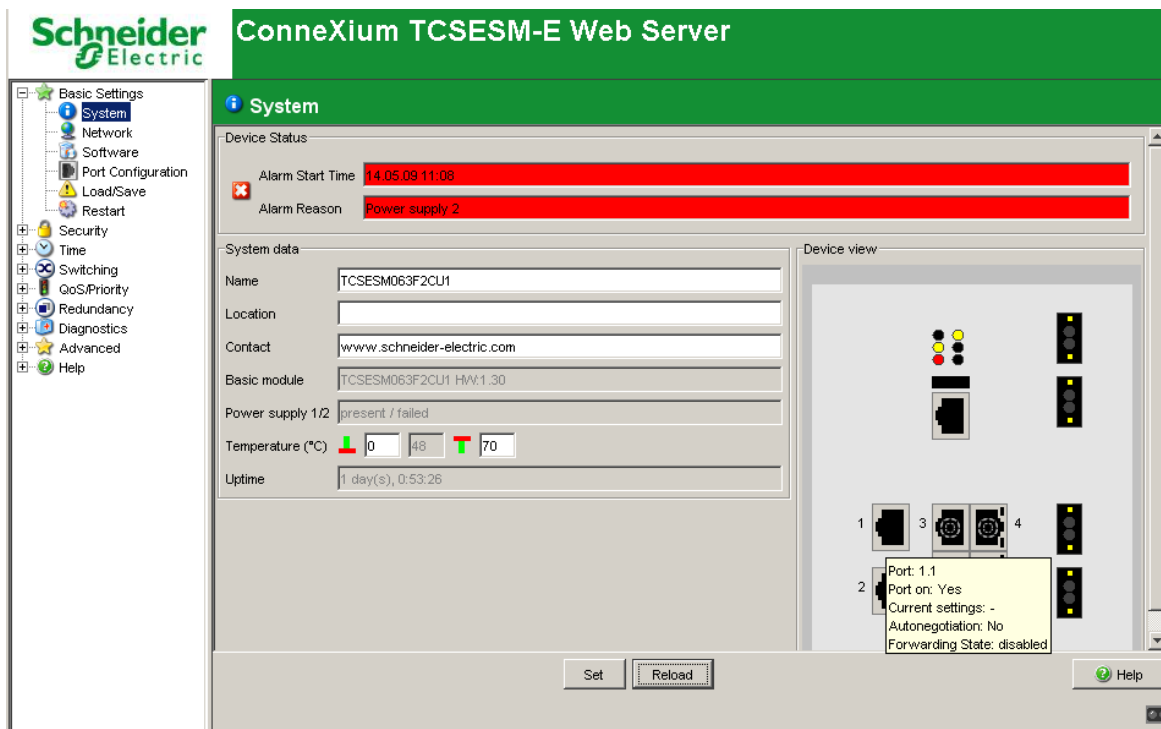 Schneider Electric
ConneXium TCSESM-E Web Server
Basic Settings
System
Network
Software
Port Configuration
Load/Save
Restart
Security
Time
Switching
QoS/Priority
Redundancy
Diagnostics
Advanced
Help
System
Device Status
Alarm Start Time 14.05.09 11:08
Alarm Reason Power supply 2
System data
Name TCSESM063F2CU1
Location
Contact www.schneider-electric.com
Basic module TCSESM063F2CU1 HW:1.30
Power supply 1/2 present / failed
Temperature (°C) 0 48 70
Uptime 1 day(s), 0:53:26
Device view
1 3 4
2
Port: 1.1
Port on: Yes
Current settings: -
Autonegotiation: No
Forwarding State: disabled
Set Reload Help